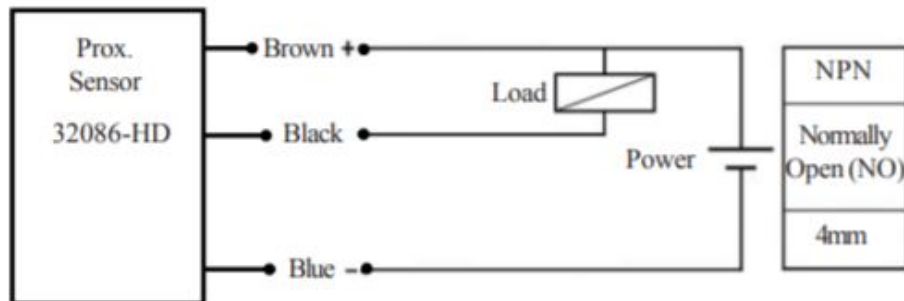 Prox.
Sensor
32086-HD
Brown +
Black
Blue -
Load
Power
NPN
Normally
Open (NO)
4mm